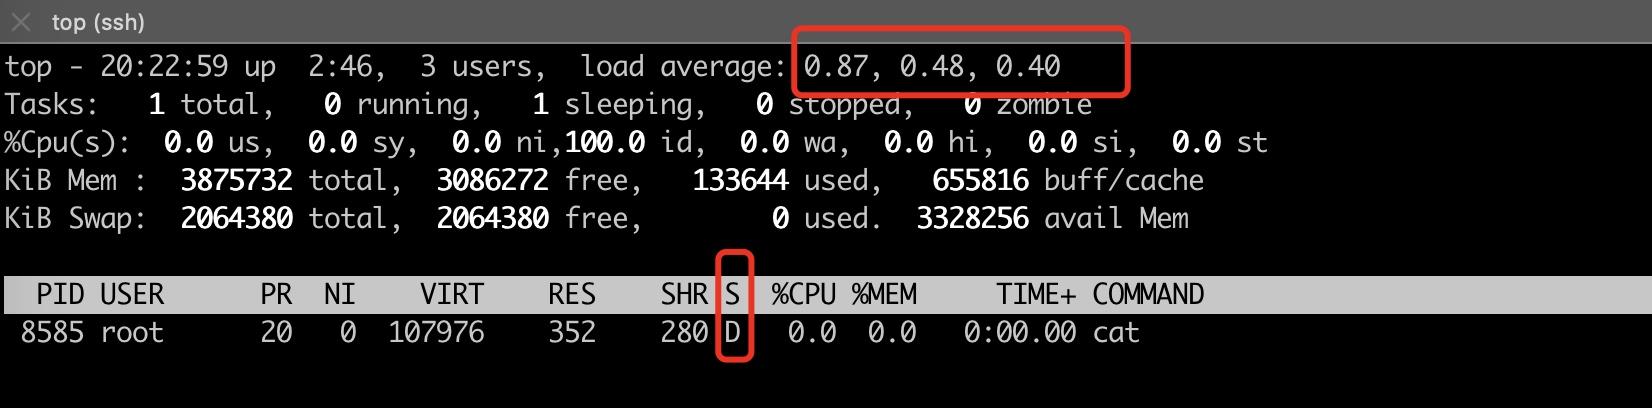 top (ssh)
top - 20:22:59 up  2:46,  3 users,  load average: 0.87, 0.48, 0.40
Tasks:   1 total,   0 running,   1 sleeping,   0 stopped,   0 zombie
%Cpu(s):  0.0 us,  0.0 sy,  0.0 ni,100.0 id,  0.0 wa,  0.0 hi,  0.0 si,  0.0 st
KiB Mem :  3875732 total,  3086272 free,   133644 used,   655816 buff/cache
KiB Swap:  2064380 total,  2064380 free,        0 used.  3328256 avail Mem
  PID USER      PR  NI    VIRT    RES    SHR S  %CPU %MEM     TIME+ COMMAND
 8585 root      20   0  107976    352    280 D   0.0  0.0   0:00.00 cat